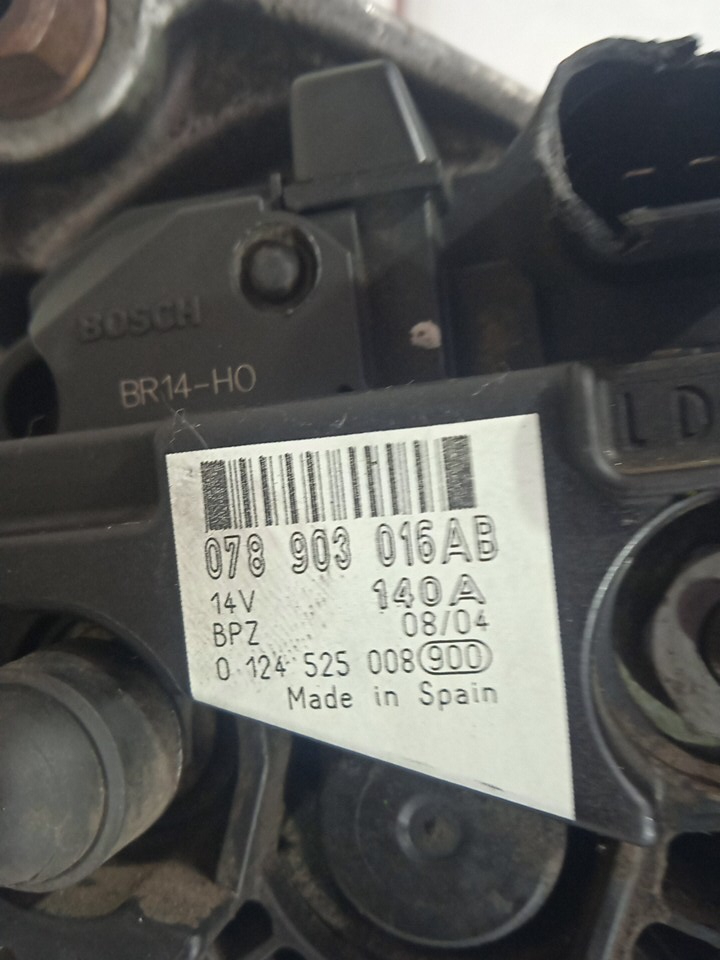 BOSCH
BR14-HO
L D
078 903 016AB
14V 140A
BPZ 08/04
0 124 525 008 900
Made in Spain